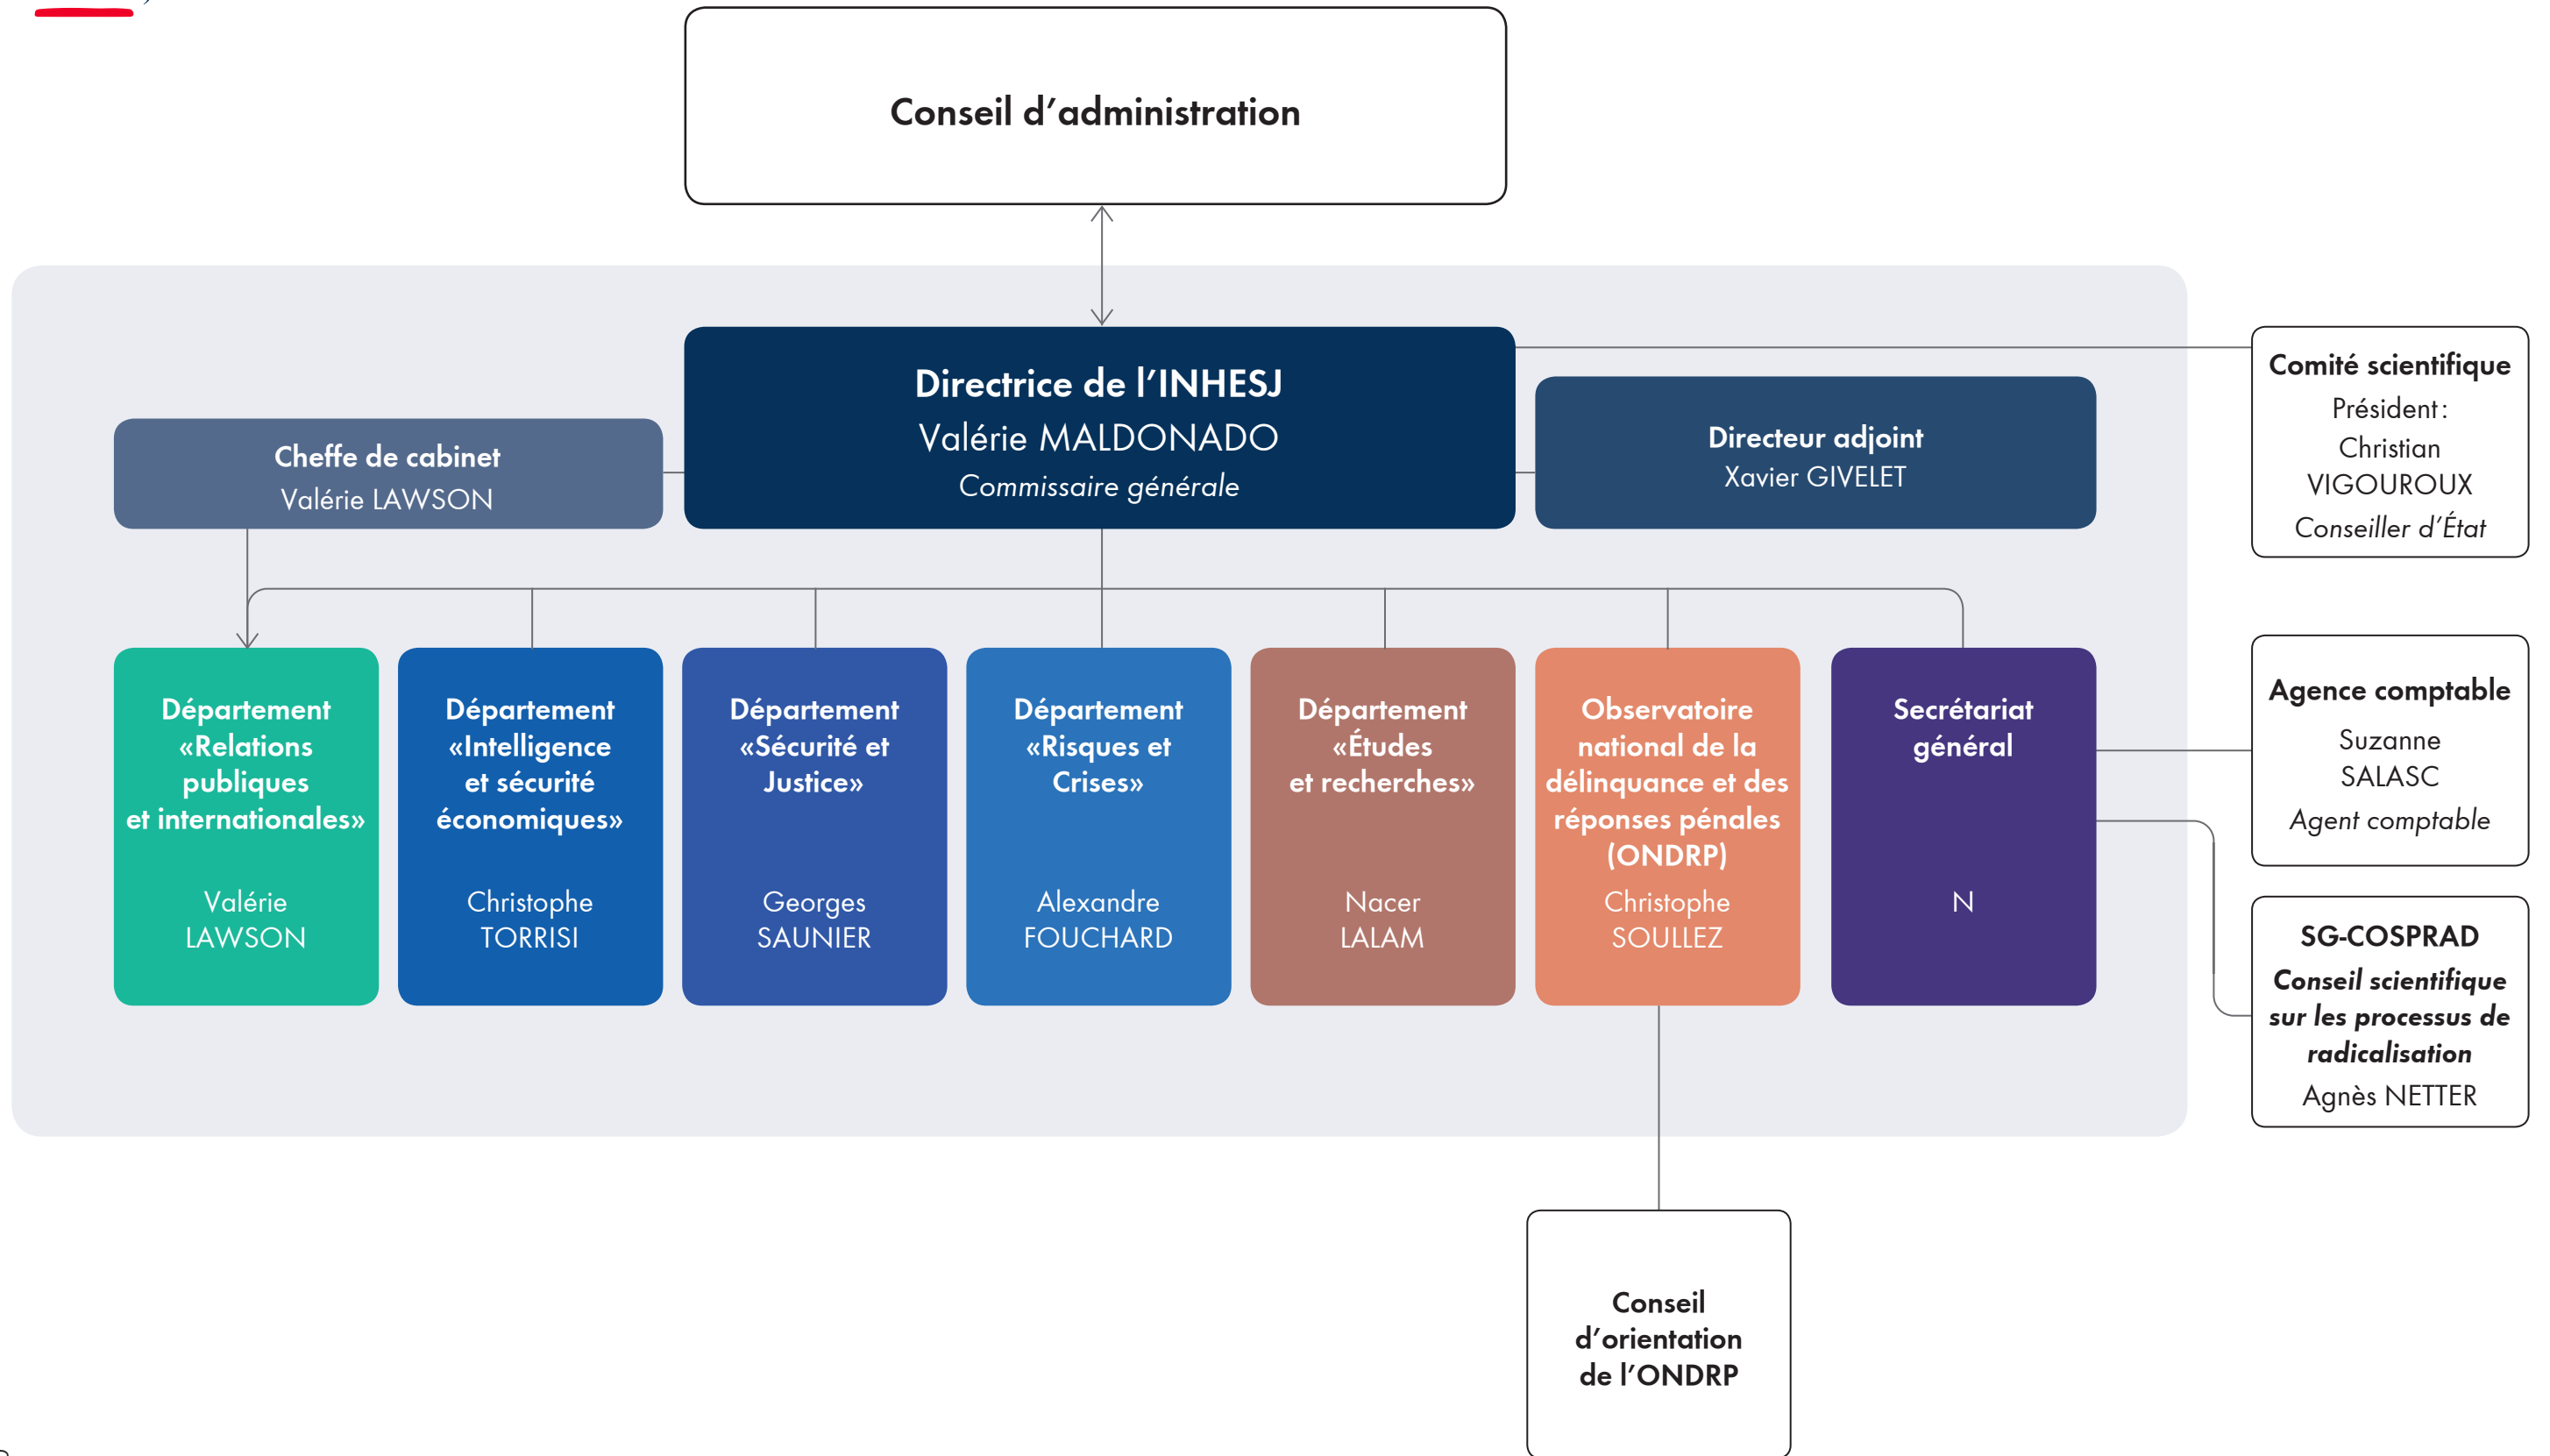 Conseil d’administration
Directrice de l’INHESJ
Valérie MALDONADO
Commissaire générale
Cheffe de cabinet
Valérie LAWSON
Directeur adjoint
Xavier GIVELET
Comité scientifique
Président :
Christian
VIGOUROUX
Conseiller d’État
Département
«Relations
publiques
et internationales»
Valérie
LAWSON
Département
«Intelligence
et sécurité
économiques»
Christophe
TORRISI
Département
«Sécurité et
Justice»
Georges
SAUNIER
Département
«Risques et
Crises»
Alexandre
FOUCHARD
Département
«Études
et recherches»
Nacer
LALAM
Observatoire
national de la
délinquance et des
réponses pénales
(ONDRP)
Christophe
SOULLEZ
Secrétariat
général
N
Agence comptable
Suzanne
SALASC
Agent comptable
SG-COSPRAD
Conseil scientifique
sur les processus de
radicalisation
Agnès NETTER
Conseil
d’orientation
de l’ONDRP